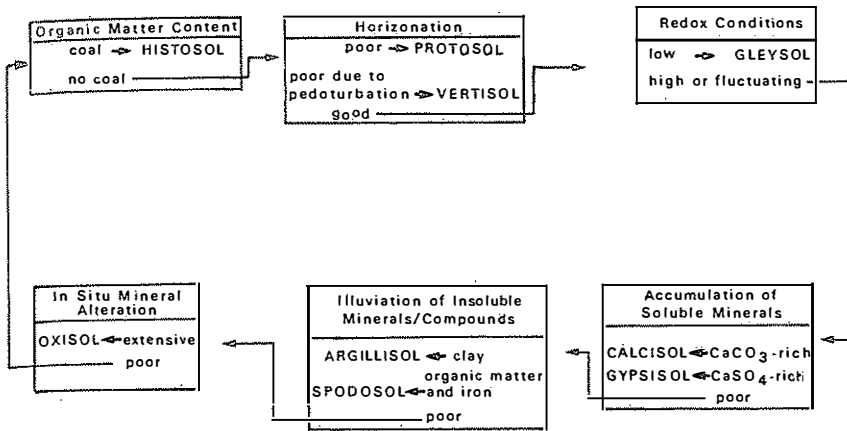 Organic Matter Content
coal HISTOSOL
no coal
Horizonation
poor PROTOSOL
poor due to
pedoturbation VERTISOL
good
Redox Conditions
low GLEYSOL
high or fluctuating
Accumulation of
Soluble Minerals
CALCISOL CaCO3-rich
GYPSISOL CaSO4-rich
poor
Illuviation of Insoluble
Minerals/Compounds
ARGILLISOL clay
organic matter
SPODOSOL and iron
poor
In Situ Mineral
Alteration
OXISOL extensive
poor